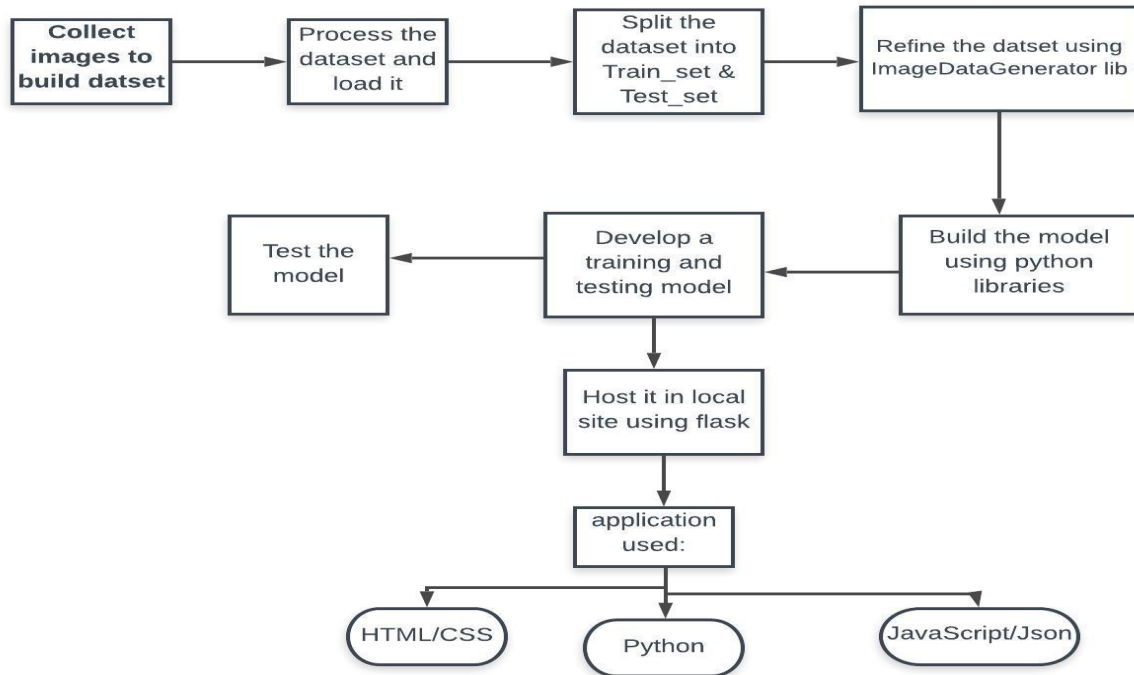 Collect
images to
build datset
Process the
dataset and
load it
Split the
dataset into
Train_set &
Test_set
Refine the datset using
ImageDataGenerator lib
Build the model
using python
libraries
Develop a
training and
testing model
Test the
model
Host it in local
site using flask
application
used:
HTML/CSS
Python
JavaScript/Json